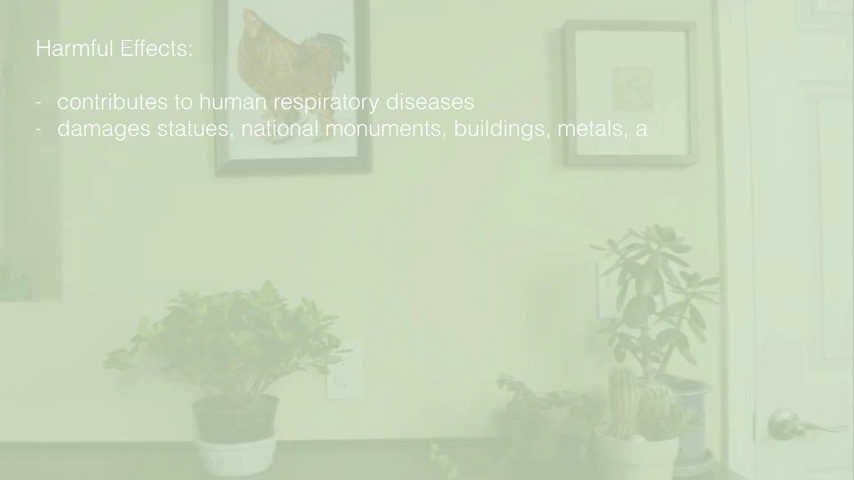 Harmful Effects:
- contributes to human respiratory diseases
- damages statues, national monuments, buildings, metals, a